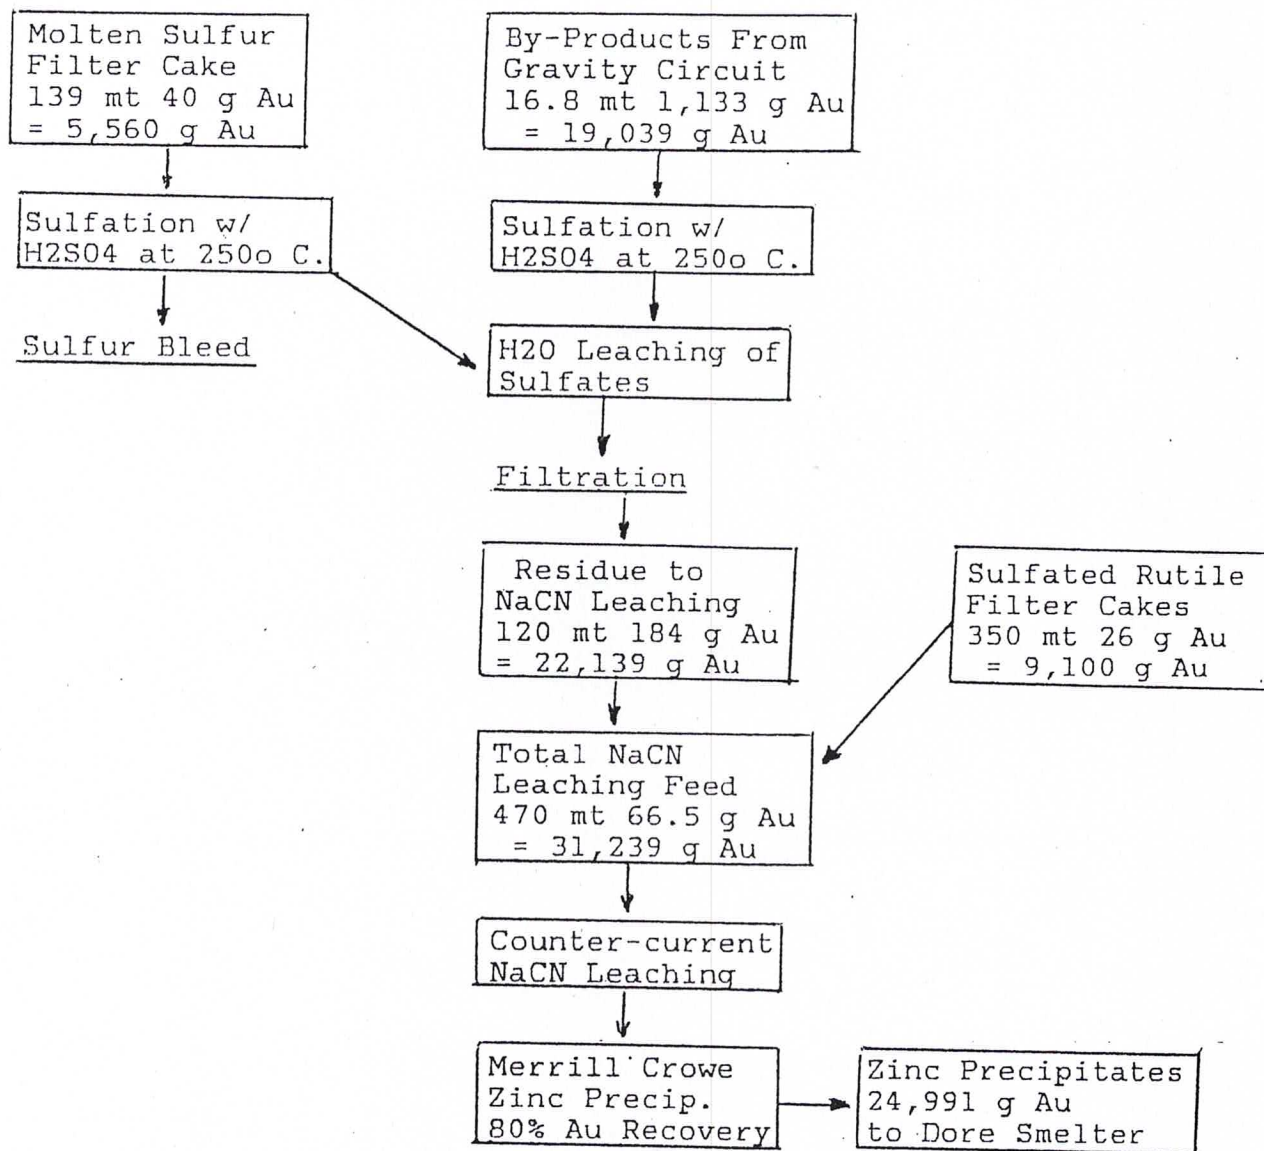 Molten Sulfur
Filter Cake
139 mt 40 g Au
= 5,560 g Au
By-Products From
Gravity Circuit
16.8 mt 1,133 g Au
= 19,039 g Au
Sulfation w/
H2SO4 at 250o C.
Sulfation w/
H2SO4 at 250o C.
Sulfur Bleed
H2O Leaching of
Sulfates
Filtration
Residue to
NaCN Leaching
120 mt 184 g Au
= 22,139 g Au
Sulfated Rutile
Filter Cakes
350 mt 26 g Au
= 9,100 g Au
Total NaCN
Leaching Feed
470 mt 66.5 g Au
= 31,239 g Au
Counter-current
NaCN Leaching
Merrill Crowe
Zinc Precip.
80% Au Recovery
Zinc Precipitates
24,991 g Au
to Dore Smelter